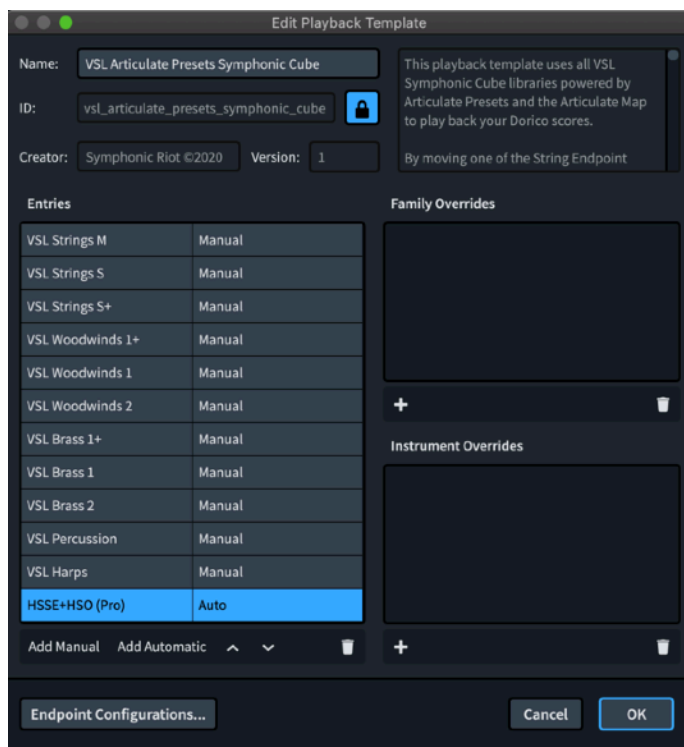 Edit Playback Template
Name: VSL Articulate Presets Symphonic Cube
ID: vsl_articulate_presets_symphonic_cube
Creator: Symphonic Riot ©2020 Version: 1
This playback template uses all VSL
Symphonic Cube libraries powered by
Articulate Presets and the Articulate Map
to play back your Dorico scores.
By moving one of the String Endpoint
Entries
VSL Strings M Manual
VSL Strings S Manual
VSL Strings S+ Manual
VSL Woodwinds 1+ Manual
VSL Woodwinds 1 Manual
VSL Woodwinds 2 Manual
VSL Brass 1+ Manual
VSL Brass 1 Manual
VSL Brass 2 Manual
VSL Percussion Manual
VSL Harps Manual
HSSE+HSO (Pro) Auto
Add Manual Add Automatic
Family Overrides
+
Instrument Overrides
+
Endpoint Configurations...
Cancel
OK